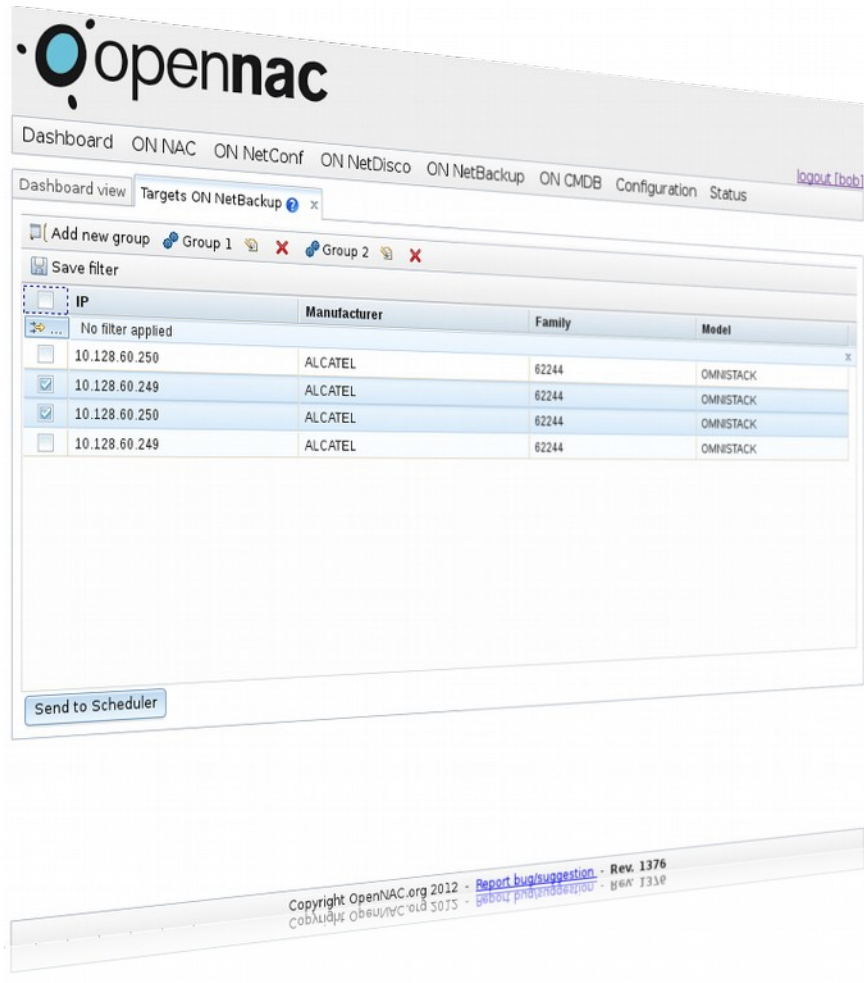 opennac
Dashboard ON NAC ON NetConf ON NetDisco ON NetBackup ON CMDB Configuration Status logout [bob]
Dashboard view Targets ON NetBackup ? x
Add new group Group 1 Group 2
Save filter
IP Manufacturer Family Model
... No filter applied x
10.128.60.250 ALCATEL 62244 OMNISTACK
10.128.60.249 ALCATEL 62244 OMNISTACK
10.128.60.250 ALCATEL 62244 OMNISTACK
10.128.60.249 ALCATEL 62244 OMNISTACK
Send to Scheduler
Copyright OpenNAC.org 2012 - Report bug/suggestion - Rev. 1376